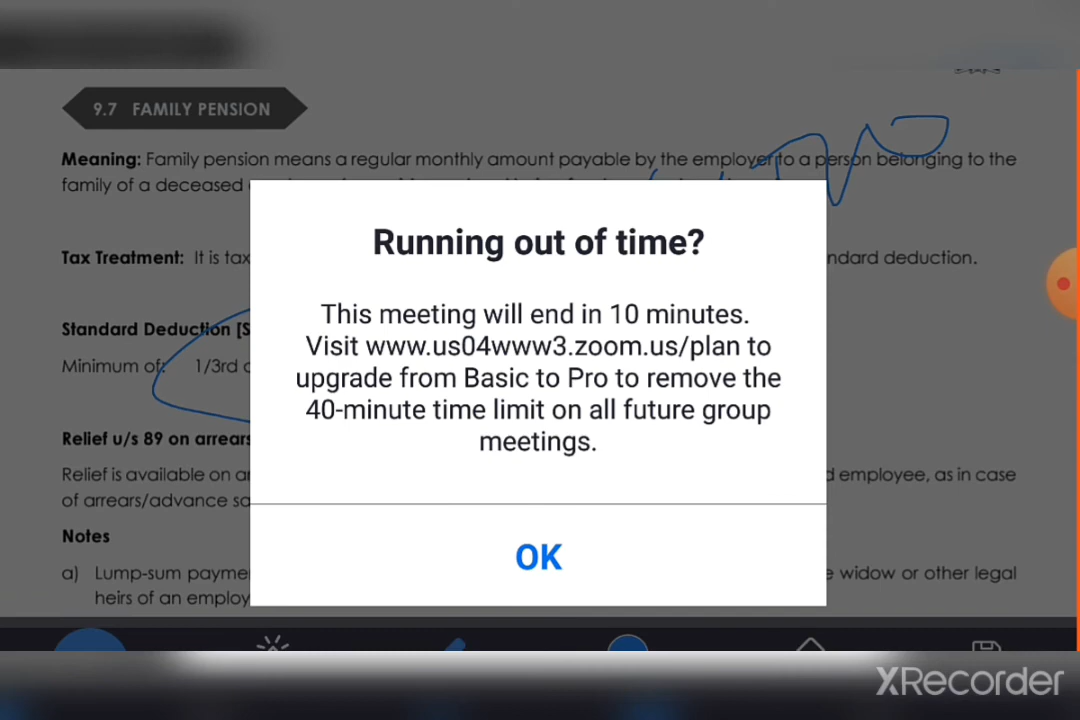 9.7 FAMILY PENSION
Meaning: Family pension means a regular monthly amount payable by the employer to a person belonging to the
family of a deceased
Tax Treatment: It is tax
ndard deduction.
Standard Deduction [S
Minimum of: 1/3rd o
Relief u/s 89 on arrears
Relief is available on
d employee, as in case
of arrears/advance
Notes
a) Lump-sum
widow or other legal
heirs of an
Running out of time?
This meeting will end in 10 minutes.
Visit www.us04www3.zoom.us/plan to
upgrade from Basic to Pro to remove the
40-minute time limit on all future group
meetings.
OK
XRecorder